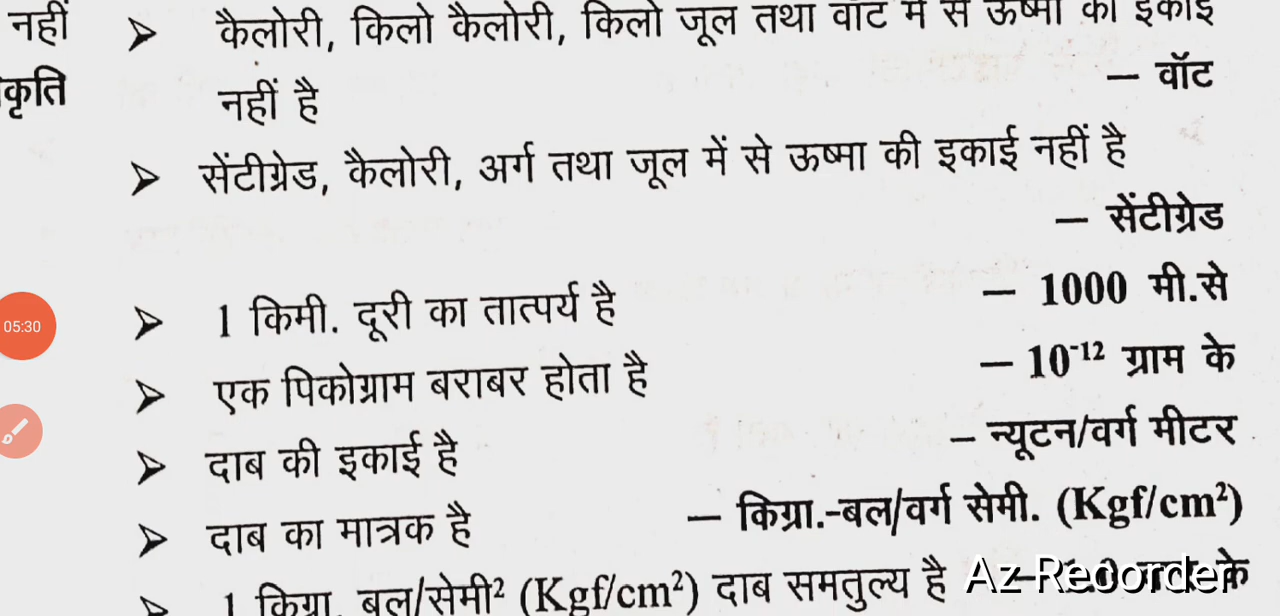 नहीं
➢ कैलोरी, किलो कैलोरी, किलो जूल तथा वाट में से ऊष्मा की इकाई
कृति
नहीं है — वॉट
➢ सेंटीग्रेड, कैलोरी, अर्ग तथा जूल में से ऊष्मा की इकाई नहीं है
— सेंटीग्रेड
➢ 1 किमी. दूरी का तात्पर्य है — 1000 मी.से
➢ एक पिकोग्राम बराबर होता है — 10⁻¹² ग्राम के
➢ दाब की इकाई है — न्यूटन/वर्ग मीटर
➢ दाब का मात्रक है — किग्रा.-बल/वर्ग सेमी. (Kgf/cm²)
➢ 1 किग्रा. बल/सेमी² (Kgf/cm²) दाब समतुल्य है — के
05:30
Az Recorder